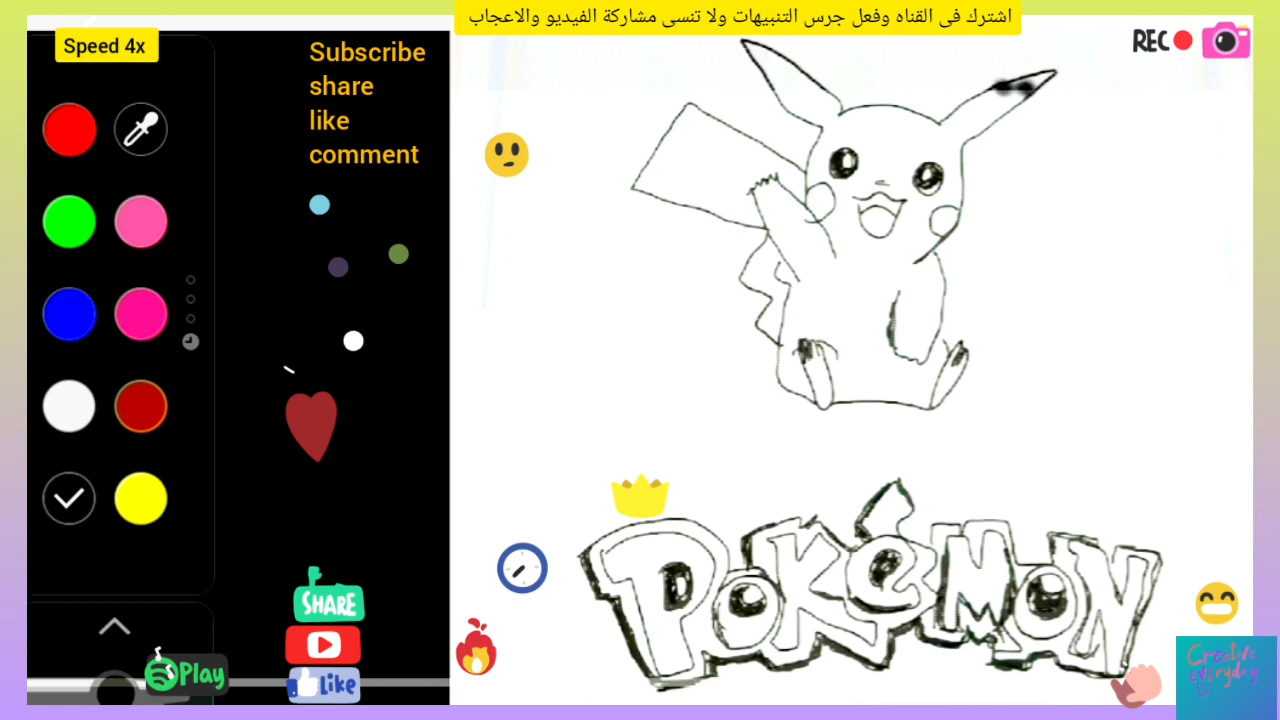 اشترك فى القناه وفعل جرس التنبيهات ولا تنسى مشاركة الفيديو والاعجاب
Speed 4x
REC
Subscribe
share
like
comment
POKéMON
SHARE
Play
Like
Creative
everyday